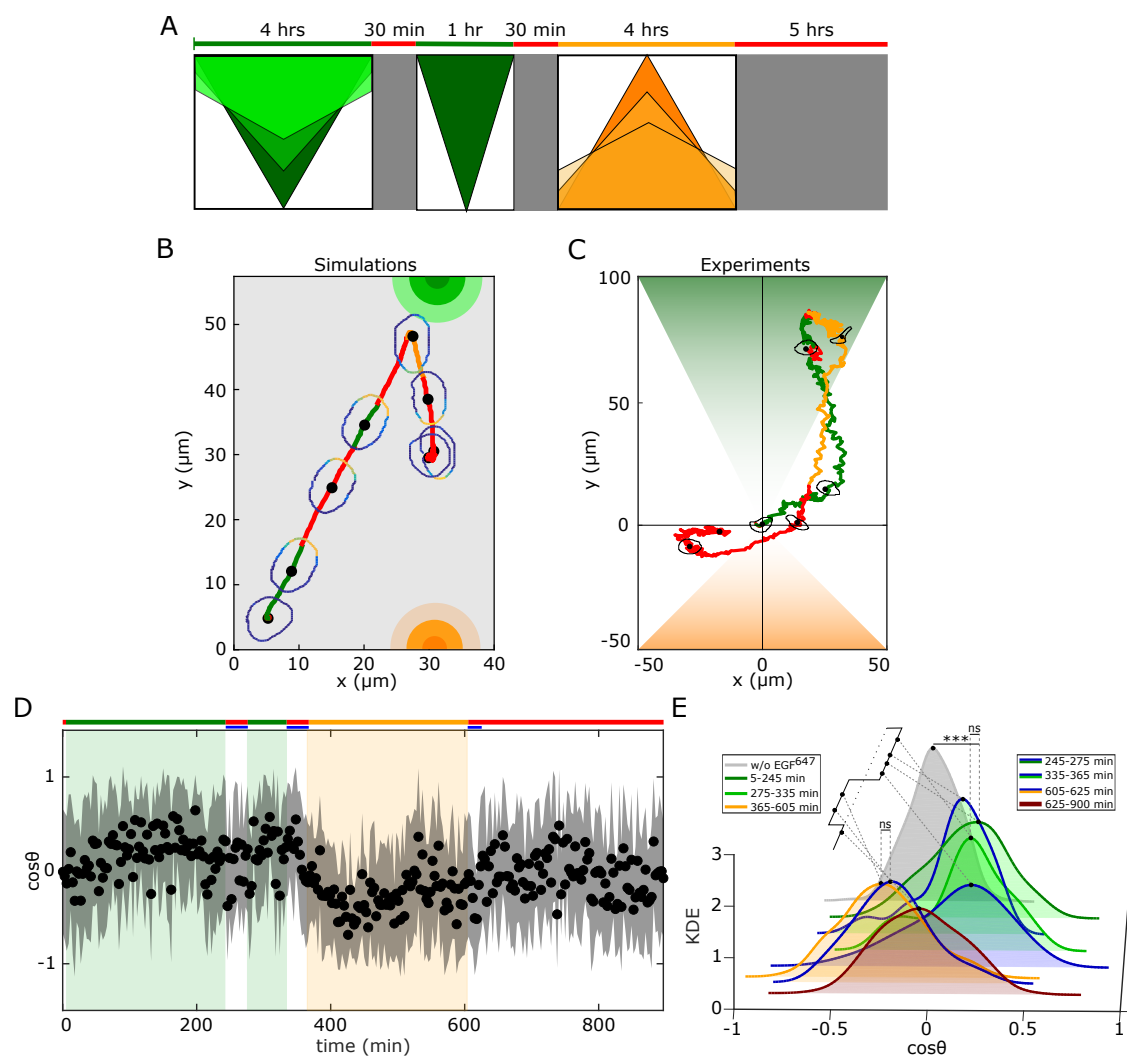 A
4 hrs 30 min 1 hr 30 min 4 hrs 5 hrs
B
Simulations
y (μm)
50
40
30
20
10
0
0 10 20 30 40
x (μm)
C
Experiments
y (μm)
100
50
0
-50
-50 0 50
x (μm)
D
cosθ
1
0
-1
0 200 400 600 800
time (min)
E
ns
***
w/o EGF647
5-245 min
275-335 min
365-605 min
245-275 min
335-365 min
605-625 min
625-900 min
ns
KDE
3
2
1
0
-1 -0.5 0 0.5 1
cosθ